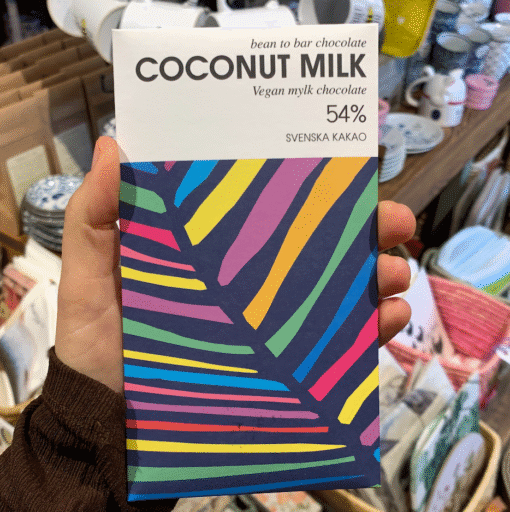 bean to bar chocolate
COCONUT MILK
Vegan mylk chocolate
54%
SVENSKA KAKAO